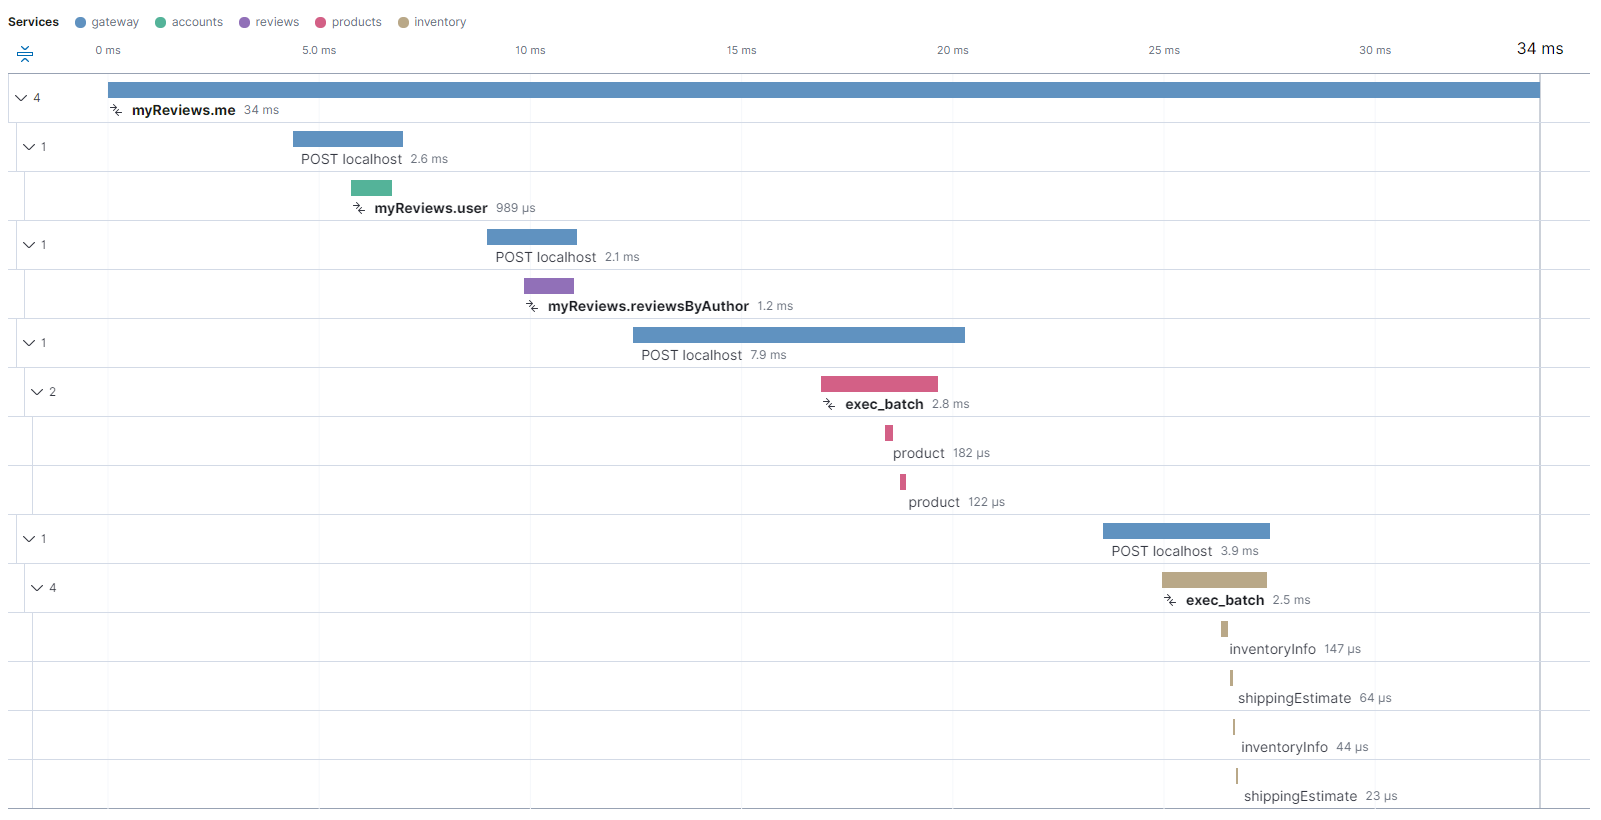 Services gateway accounts reviews products inventory
0 ms 5.0 ms 10 ms 15 ms 20 ms 25 ms 30 ms 34 ms
4
myReviews.me 34 ms
1
POST localhost 2.6 ms
myReviews.user 989 μs
1
POST localhost 2.1 ms
myReviews.reviewsByAuthor 1.2 ms
1
POST localhost 7.9 ms
2
exec_batch 2.8 ms
product 182 μs
product 122 μs
1
POST localhost 3.9 ms
4
exec_batch 2.5 ms
inventoryInfo 147 μs
shippingEstimate 64 μs
inventoryInfo 44 μs
shippingEstimate 23 μs